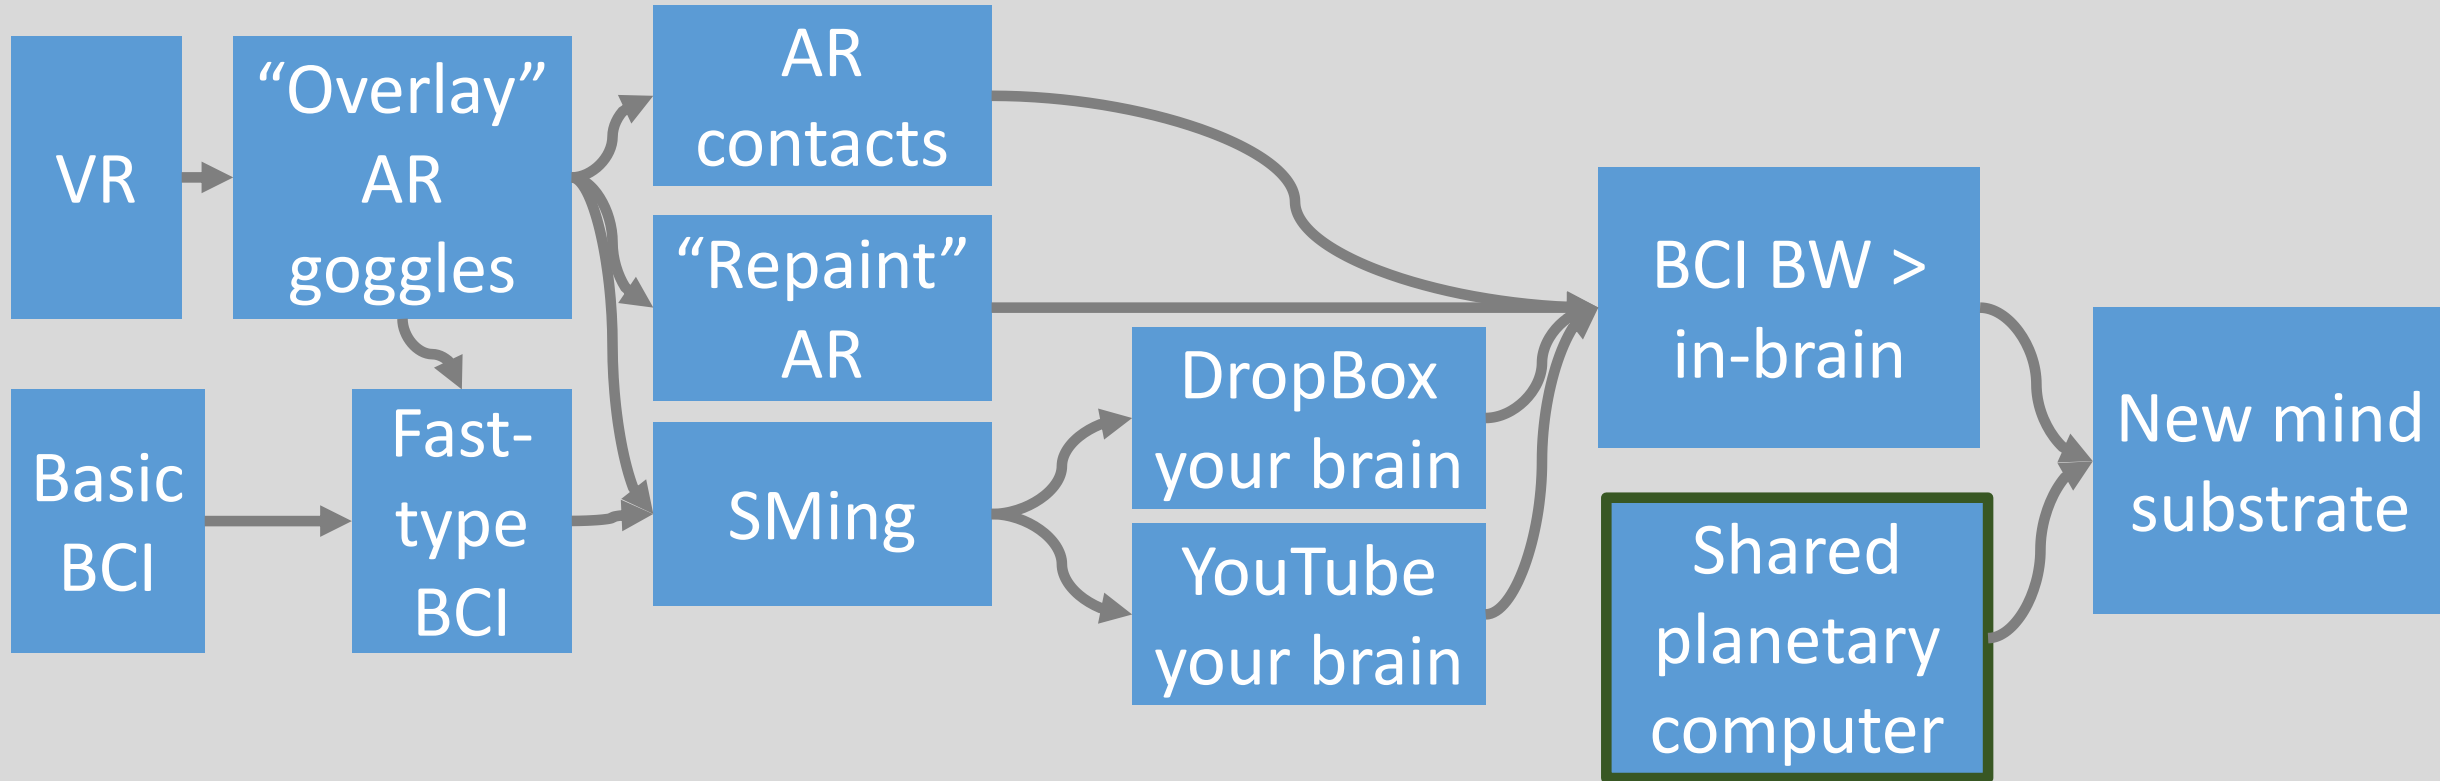 VR
“Overlay”
AR
goggles
AR
contacts
“Repaint”
AR
Basic
BCI
Fast-
type
BCI
SMing
DropBox
your brain
YouTube
your brain
BCI BW >
in-brain
Shared
planetary
computer
New mind
substrate